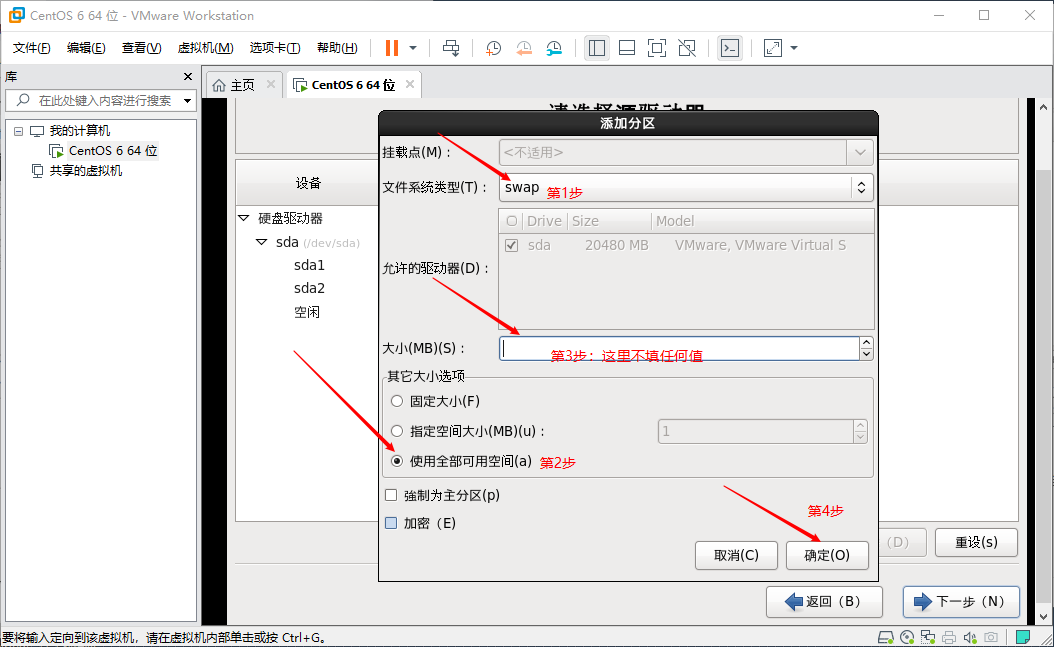 CentOS 6 64 位 - VMware Workstation
文件(F) 编辑(E) 查看(V) 虚拟机(M) 选项卡(T) 帮助(H)
库
主页
CentOS 6 64 位
在此处键入内容进行搜索
我的计算机
CentOS 6 64 位
共享的虚拟机
请选择源驱动器
设备
硬盘驱动器
sda (/dev/sda)
sda1
sda2
空闲
添加分区
挂载点(M)： <不适用>
文件系统类型(T)： swap 第1步
Drive Size Model
sda 20480 MB VMware, VMware Virtual S
允许的驱动器(D)：
大小(MB)(S)： 第3步：这里不填任何值
其它大小选项
固定大小(F)
指定空间大小(MB)(u)： 1
使用全部可用空间(a) 第2步
強制为主分区(p)
第4步
加密（E)
取消(C) 确定(O)
(D) 重设(s)
返回（B） 下一步（N）
要将输入定向到该虚拟机，请在虚拟机内部单击或按 Ctrl+G。